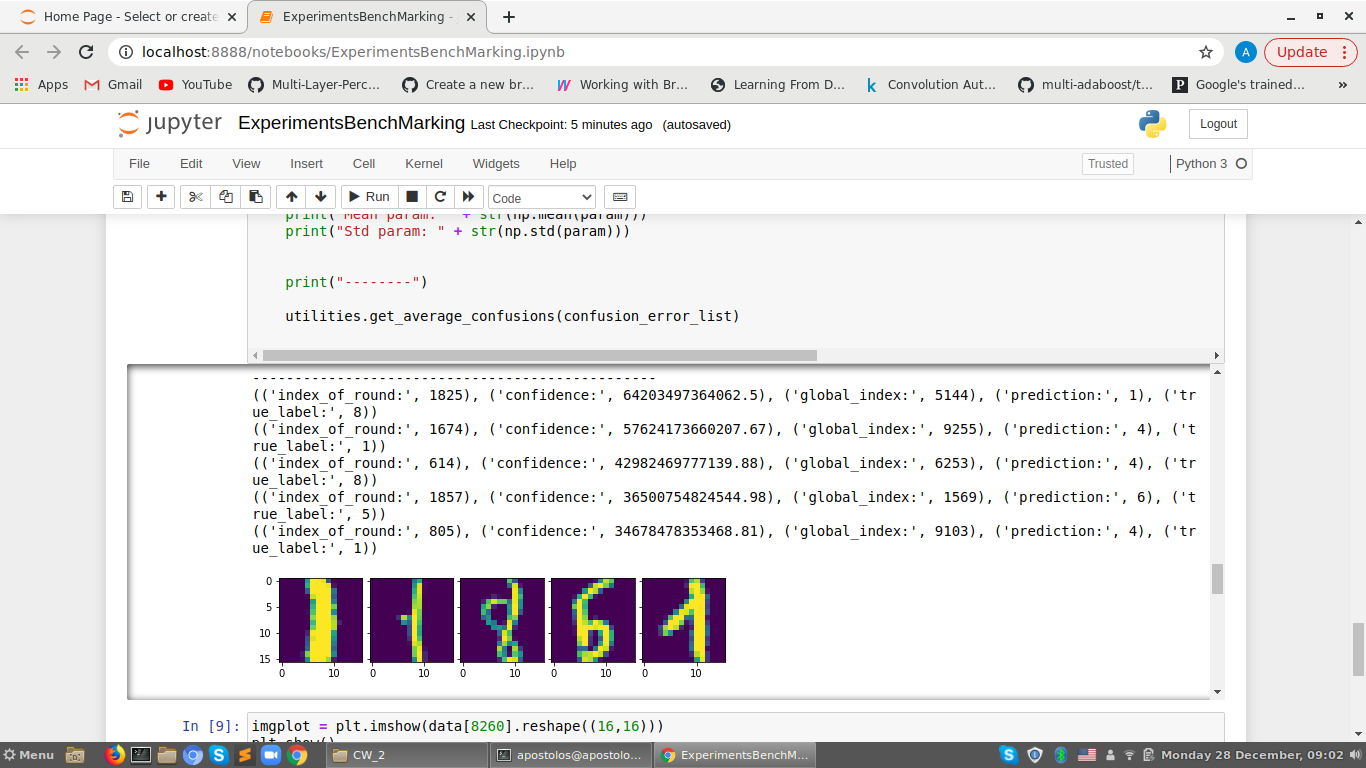 Home Page - Select or create
ExperimentsBenchMarking -
localhost:8888/notebooks/ExperimentsBenchMarking.ipynb
A
Update
Apps
Gmail
YouTube
Multi-Layer-Perc...
Create a new br...
Working with Br...
Learning From D...
k
Convolution Aut...
multi-adaboost/t...
P
Google's trained...
»
jupyter
ExperimentsBenchMarking Last Checkpoint: 5 minutes ago (autosaved)
Logout
File Edit View Insert Cell Kernel Widgets Help
Trusted
Python 3
Run
Code
print("Mean param: " + str(np.mean(param)))
print("Std param: " + str(np.std(param)))
print("--------")
utilities.get_average_confusions(confusion_error_list)
------------------------------------------------
(('index_of_round:', 1825), ('confidence:', 64203497364062.5), ('global_index:', 5144), ('prediction:', 1), ('tr
ue_label:', 8))
(('index_of_round:', 1674), ('confidence:', 57624173660207.67), ('global_index:', 9255), ('prediction:', 4), ('t
rue_label:', 1))
(('index_of_round:', 614), ('confidence:', 42982469777139.88), ('global_index:', 6253), ('prediction:', 4), ('tr
ue_label:', 8))
(('index_of_round:', 1857), ('confidence:', 36500754824544.98), ('global_index:', 1569), ('prediction:', 6), ('t
rue_label:', 5))
(('index_of_round:', 805), ('confidence:', 34678478353468.81), ('global_index:', 9103), ('prediction:', 4), ('tr
ue_label:', 1))
0
5
10
15
0 10 0 10 0 10 0 10 0 10
In [9]:
imgplot = plt.imshow(data[8260].reshape((16,16)))
plt.show()
Menu
CW_2
apostolos@apostolo...
ExperimentsBenchM...
Monday 28 December, 09:02